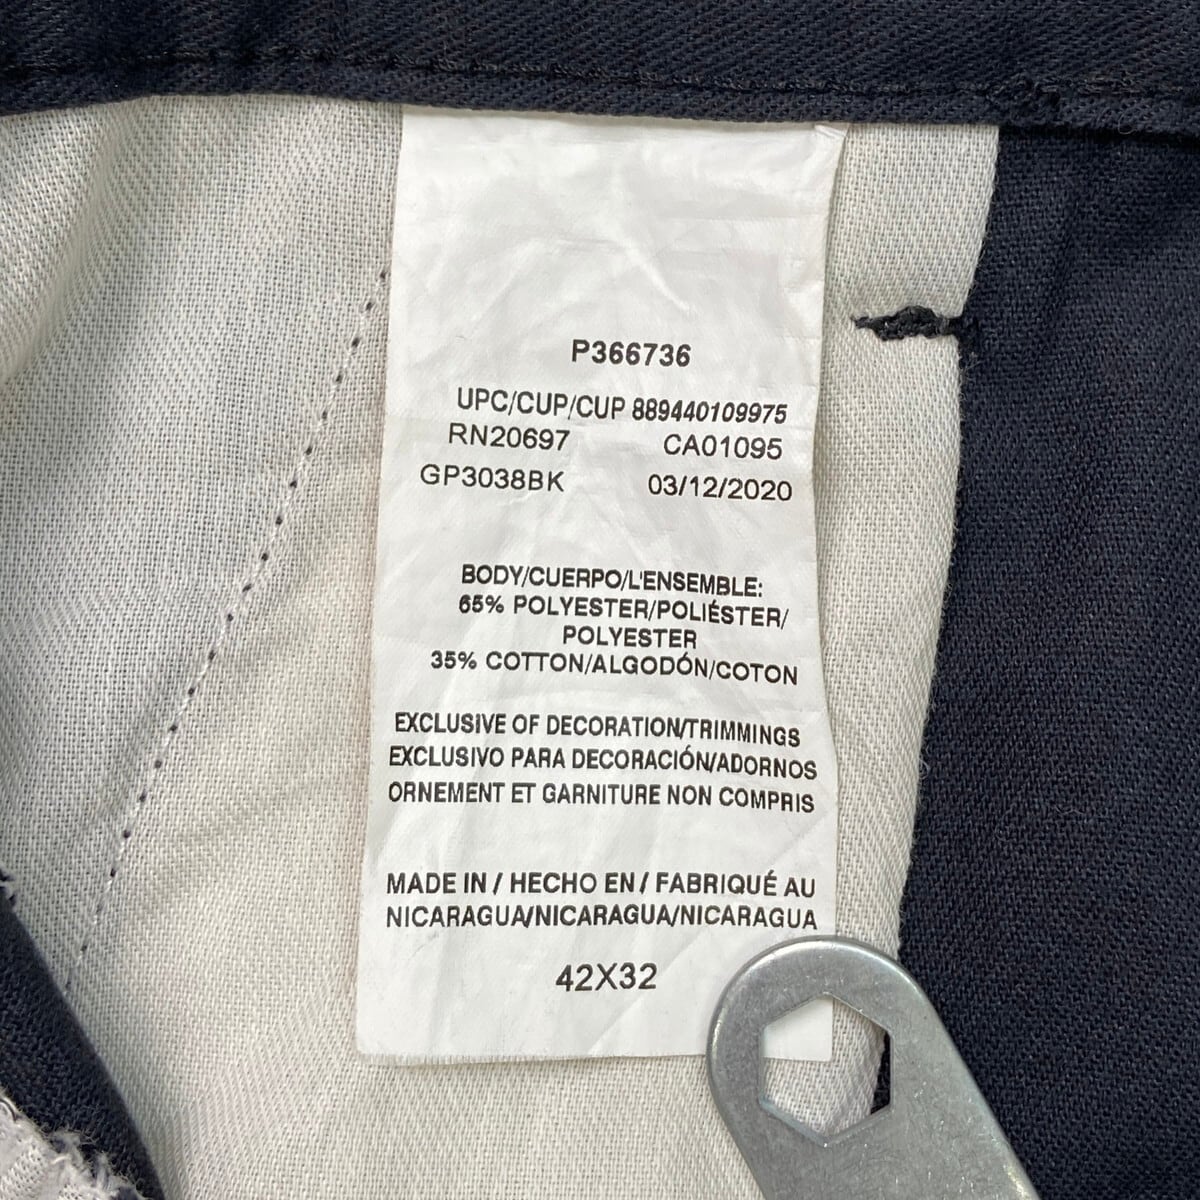 P366736
UPC/CUP/CUP 889440109975
RN20697 CA01095
GP3038BK 03/12/2020
BODY/CUERPO/L'ENSEMBLE:
65% POLYESTER/POLIÉSTER/
POLYESTER
35% COTTON/ALGODÓN/COTON
EXCLUSIVE OF DECORATION/TRIMMINGS
EXCLUSIVO PARA DECORACIÓN/ADORNOS
ORNEMENT ET GARNITURE NON COMPRIS
MADE IN / HECHO EN / FABRIQUÉ AU
NICARAGUA/NICARAGUA/NICARAGUA
42X32